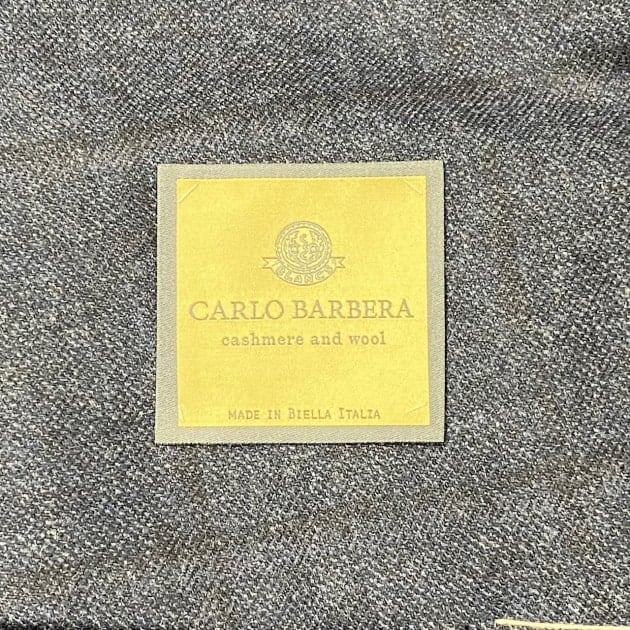 CARLO BARBERA
cashmere and wool
MADE IN BIELLA ITALIA